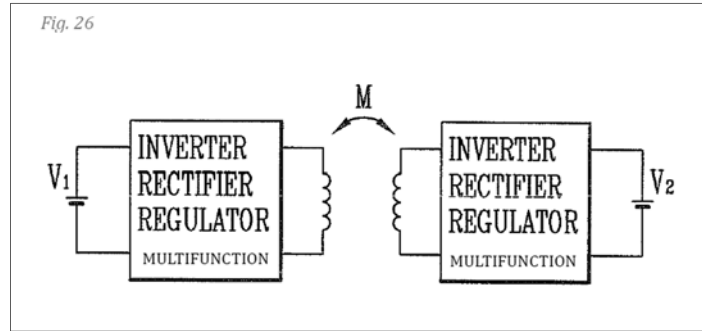 Fig. 26
M
V1
INVERTER
RECTIFIER
REGULATOR
MULTIFUNCTION
INVERTER
RECTIFIER
REGULATOR
MULTIFUNCTION
V2